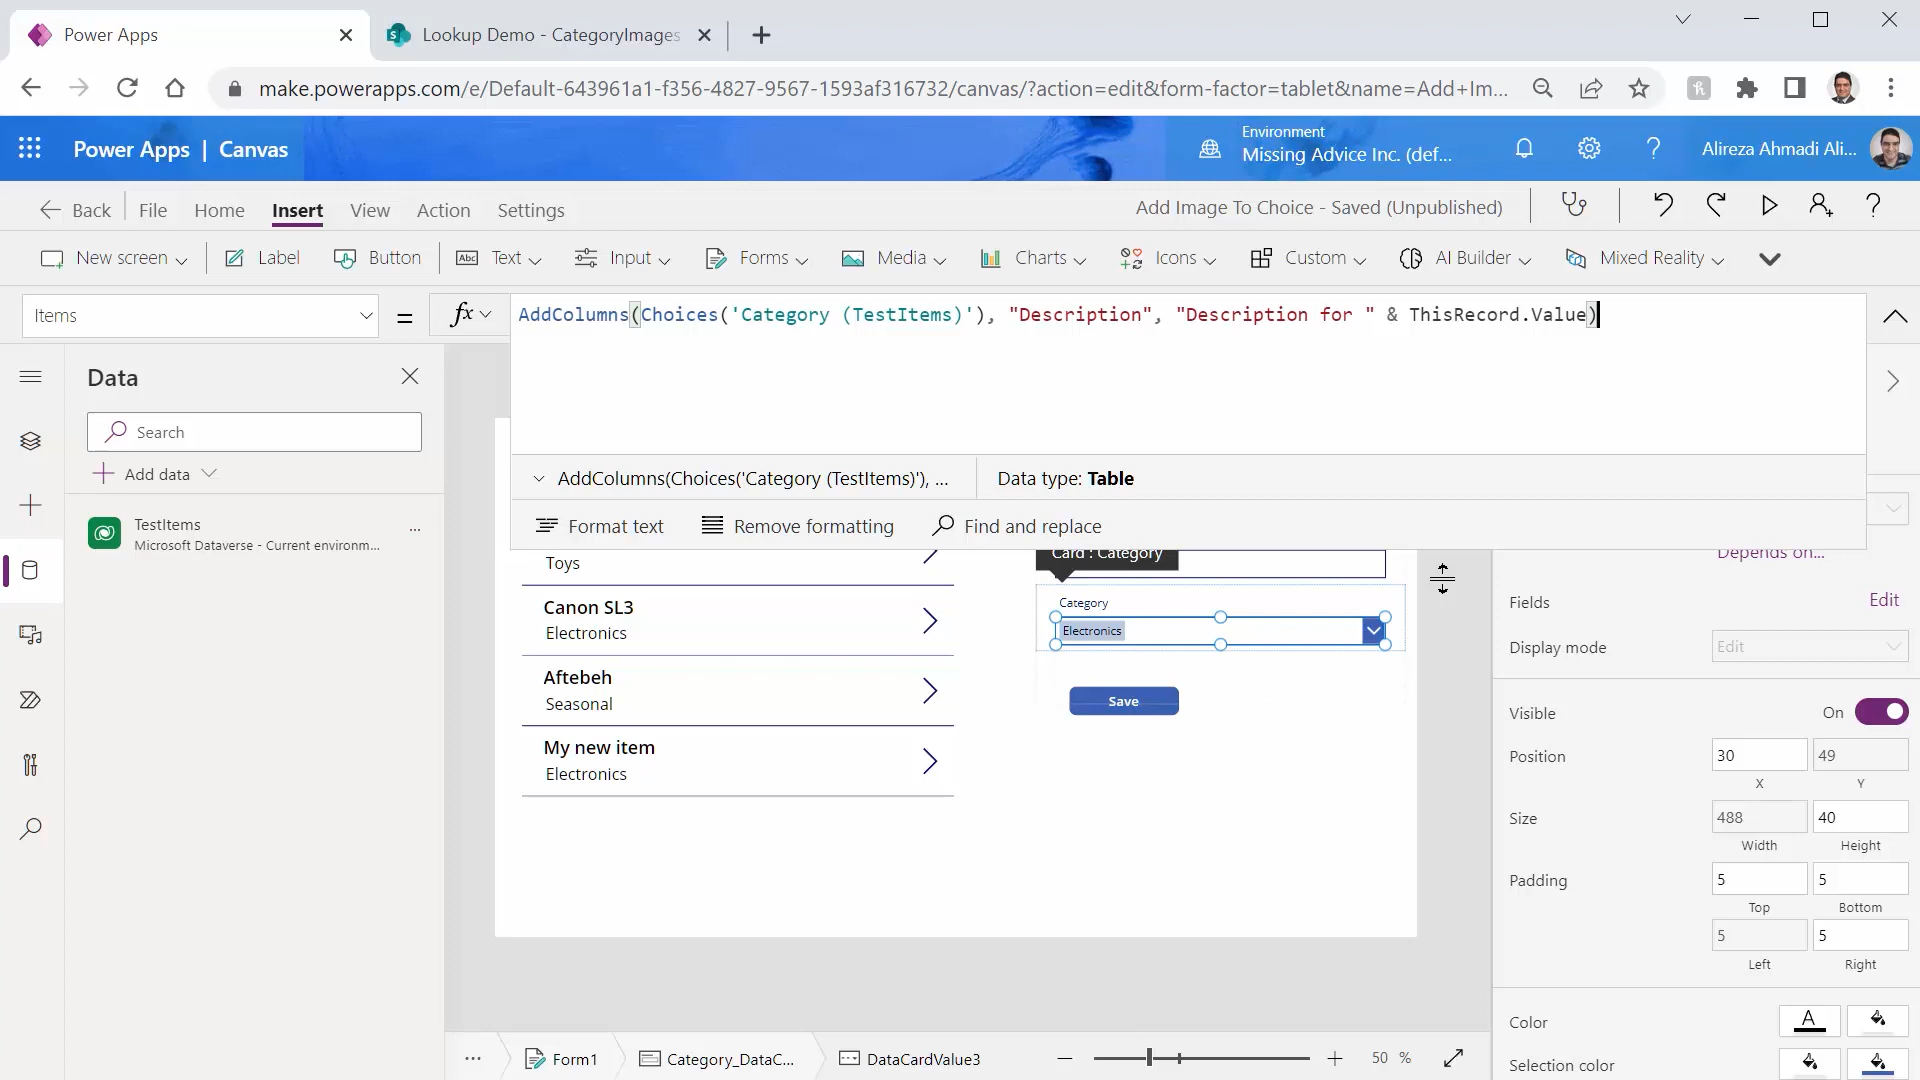 Power Apps
Lookup Demo - CategoryImages
make.powerapps.com/e/Default-643961a1-f356-4827-9567-1593af316732/canvas/?action=edit&form-factor=tablet&name=Add+Im...
Power Apps | Canvas
Environment
Missing Advice Inc. (def...
Alireza Ahmadi Ali...
Back
File
Home
Insert
View
Action
Settings
Add Image To Choice - Saved (Unpublished)
New screen
Label
Button
Abc
Text
Input
Forms
Media
Charts
Icons
Custom
AI Builder
Mixed Reality
Items
=
fx
AddColumns(Choices('Category (TestItems)'), "Description", "Description for " & ThisRecord.Value)
Data
Search
Add data
TestItems
Microsoft Dataverse - Current environm...
AddColumns(Choices('Category (TestItems)'), ...
Data type: Table
Format text
Remove formatting
Find and replace
Toys
Canon SL3
Electronics
Aftebeh
Seasonal
My new item
Electronics
Card : Category
Category
Electronics
Save
Depends on...
Fields
Edit
Display mode
Edit
Visible
On
Position
30
49
X
Y
Size
488
40
Width
Height
Padding
5
5
Top
Bottom
5
5
Left
Right
Color
A
Selection color
Form1
Category_DataC...
DataCardValue3
50 %